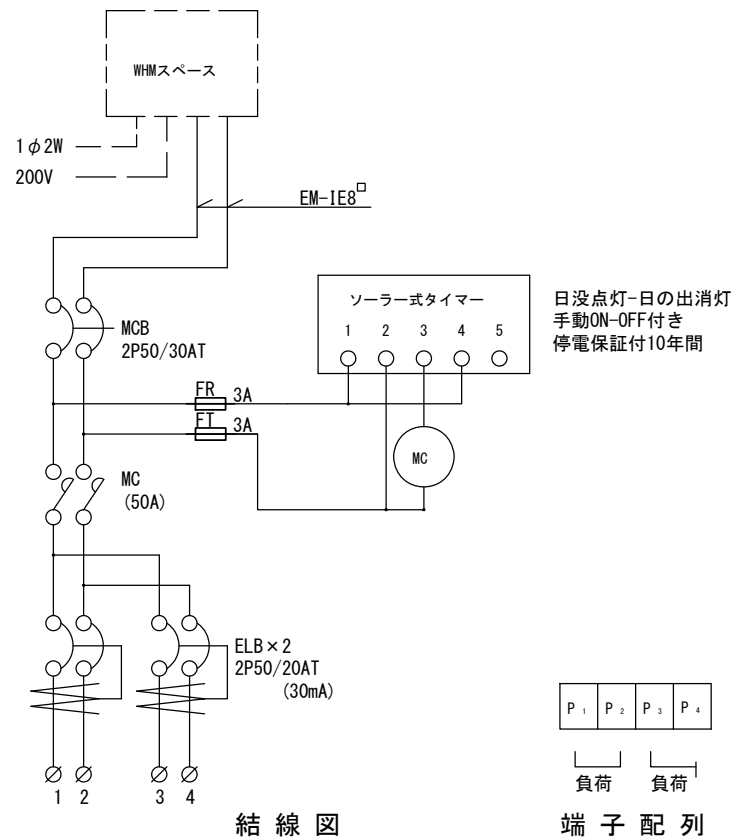 WHMスペース
1φ2W
200V
EM-IE8□
MCB
2P50/30AT
ソーラー式タイマー
1 2 3 4 5
日没点灯-日の出消灯
手動ON-OFF付き
停電保証付10年間
FR 3A
FT 3A
MC
MC
(50A)
ELB×2
2P50/20AT
(30mA)
P1 P2 P3 P4
負荷 負荷
1 2 3 4
結線図
端子配列